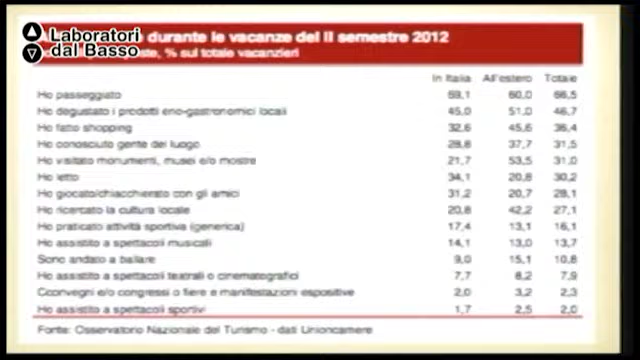 Laboratori
dal Basso
durante le vacanze del II semestre 2012
% sul totale vacanzieri
In Italia All'estero Totale
Ho passeggiato 69,1 60,0 66,5
Ho degustato i prodotti eno-gastronomici locali 45,0 51,0 46,7
Ho fatto shopping 32,6 45,6 36,4
Ho conosciuto gente del luogo 28,8 37,7 31,5
Ho visitato monumenti, musei e/o mostre 21,7 53,5 31,0
Ho letto 34,1 20,8 30,2
Ho giocato/chiacchierato con gli amici 31,2 20,7 28,1
Ho ricercato la cultura locale 20,8 42,2 27,1
Ho praticato attività sportiva (generica) 17,4 13,1 16,1
Ho assistito a spettacoli musicali 14,1 13,0 13,7
Sono andato a ballare 9,0 15,1 10,8
Ho assistito a spettacoli teatrali o cinematografici 7,7 8,2 7,9
Cconvegni e/o congressi o fiere e manifestazioni espositive 2,0 3,2 2,3
Ho assistito a spettacoli sportivi 1,7 2,5 2,0
Fonte: Osservatorio Nazionale del Turismo - dati Unioncamere